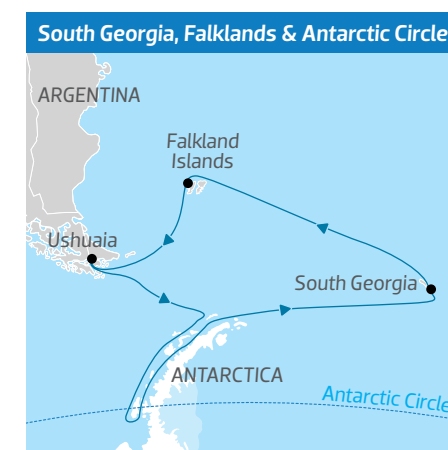 South Georgia, Falklands & Antarctic Circle
ARGENTINA
Falkland
Islands
Ushuaia
South Georgia
ANTARCTICA
Antarctic Circle